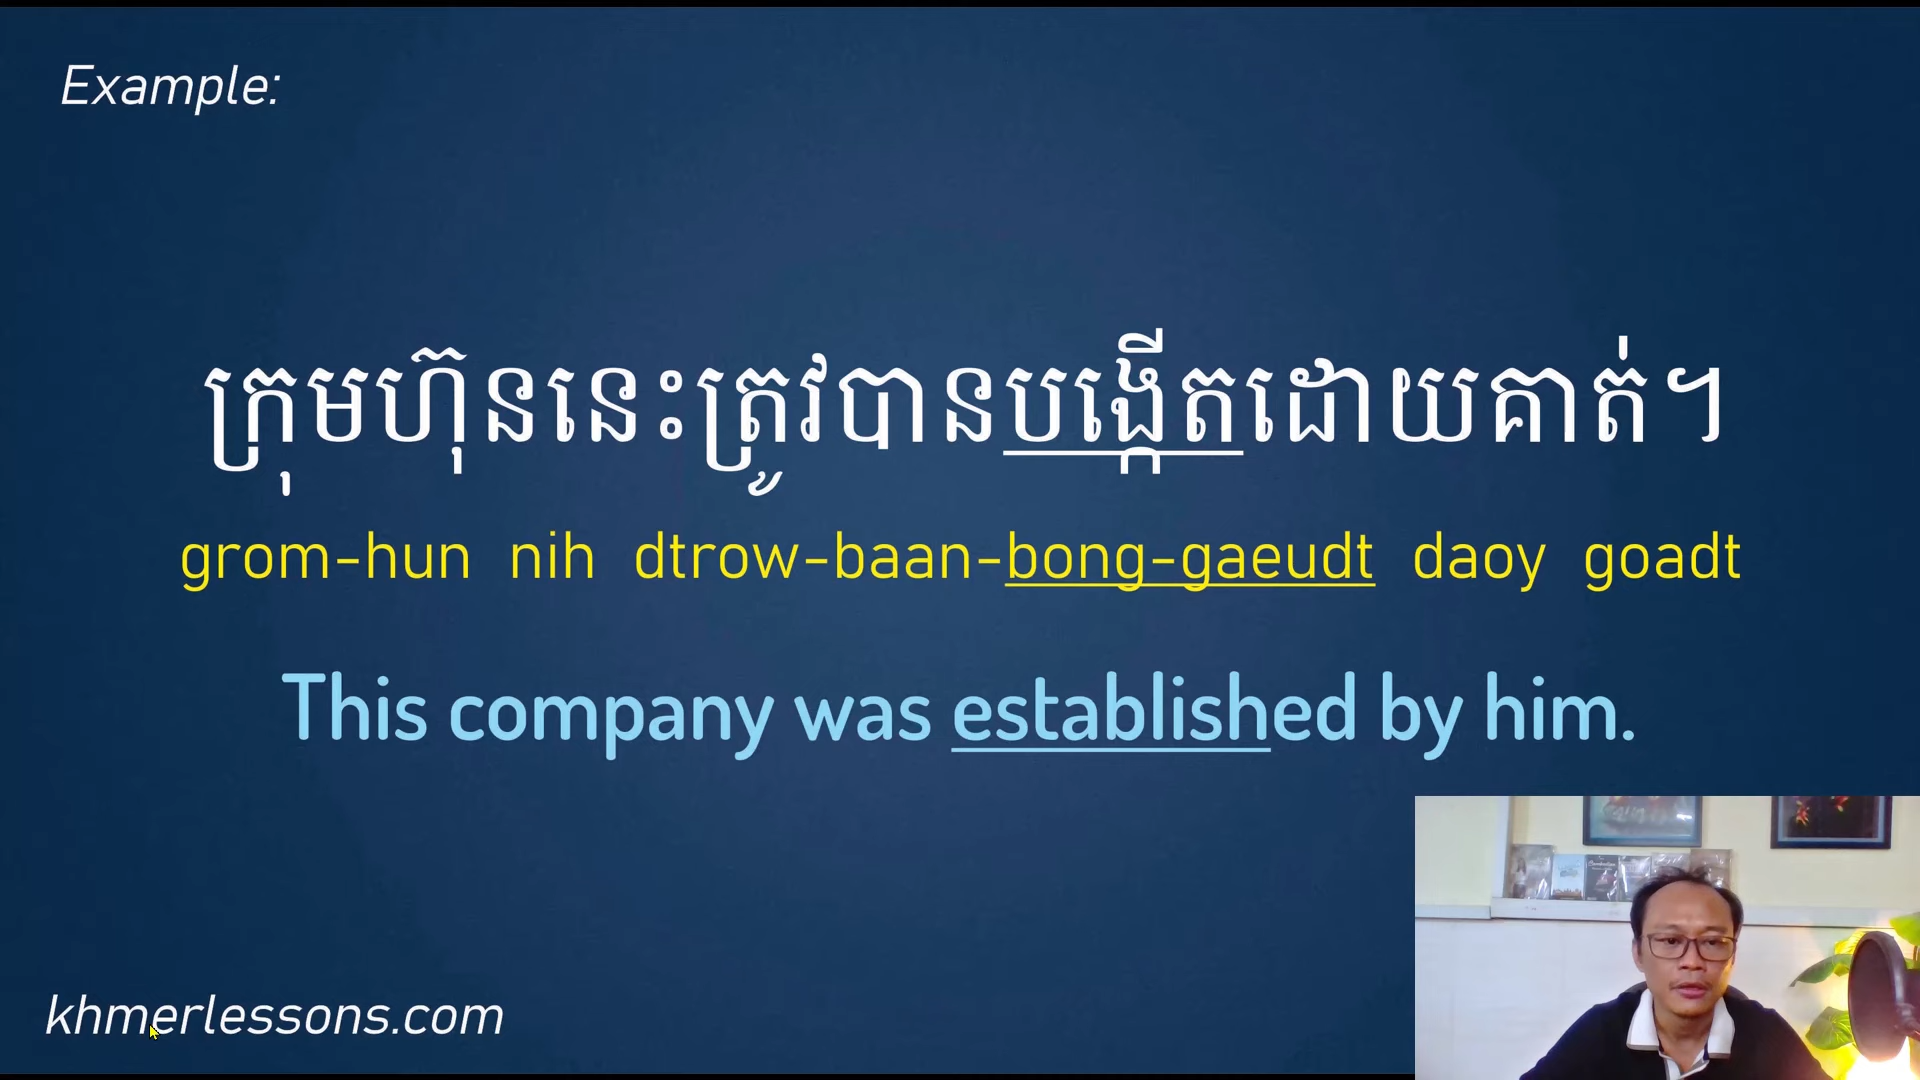 Example:
ក្រុមហ៊ុននេះត្រូវបានបង្កើតដោយគាត់។
grom-hun nih dtrow-baan-bong-gaeudt daoy goadt
This company was established by him.
khmerlessons.com